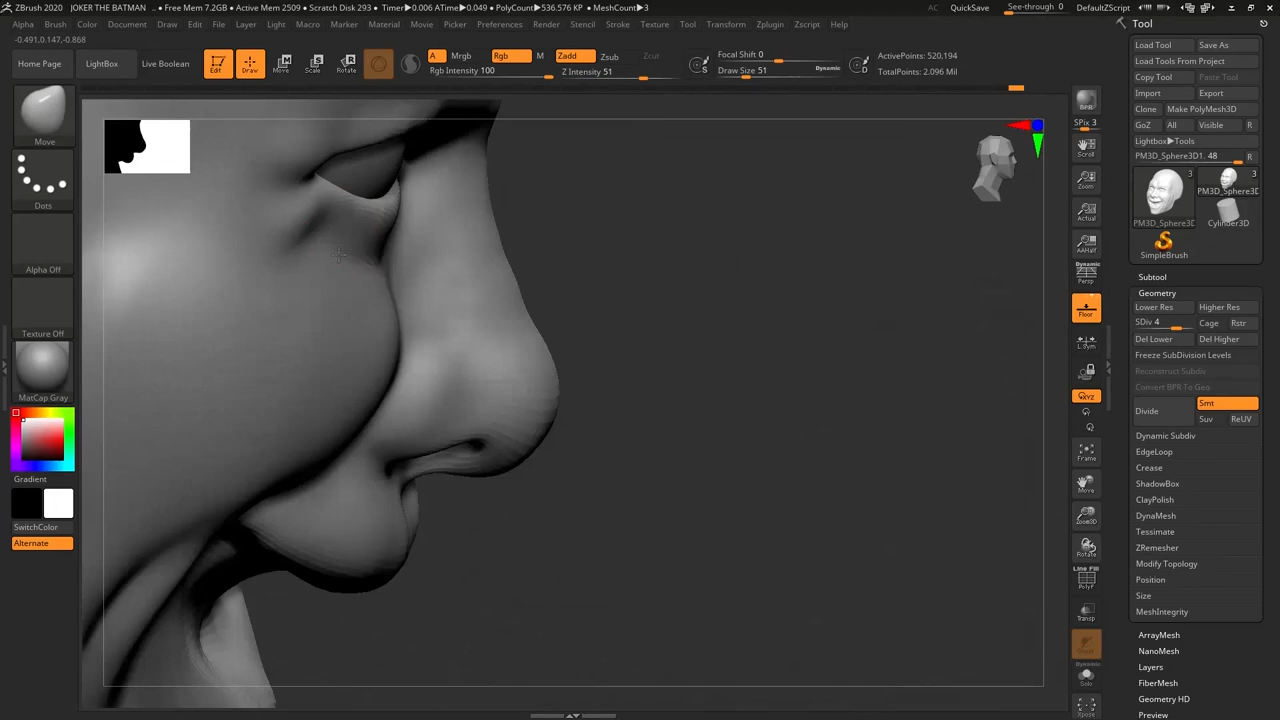 ZBrush 2020 JOKER THE BATMAN .. • Free Mem 7.2GB • Active Mem 2509 • Scratch Disk 293 • Timer▶0.006 ATime▶0.049 • PolyCount▶536.576 KP • MeshCount▶3 AC QuickSave See-through 0 Menus DefaultZScript
Alpha Brush Color Document Draw Edit File Layer Light Macro Marker Material Movie Picker Preferences Render Stencil Stroke Texture Tool Transform Zplugin Zscript Help
-0.491,0.147,-0.868
Home Page LightBox Live Boolean
Edit Draw Move Scale Rotate
A Mrgb Rgb M Zadd Zsub Zcut
Rgb Intensity 100 Z Intensity 51
Focal Shift 0
Draw Size 51 Dynamic
S D
ActivePoints: 520.194
TotalPoints: 2.096 Mil
Move
Dots
Alpha Off
Texture Off
MatCap Gray
Gradient
SwitchColor
Alternate
BPR
SPix 3
Scroll
Zoom
Actual
AAHalf
Dynamic
Persp
Floor
L.Sym
XYZ
Frame
Move
Zoom3D
Rotate
Line Fill
PolyF
Transp
Ghost
Dynamic
Solo
Xpose
Tool
Load Tool Save As
Load Tools From Project
Copy Tool Paste Tool
Import Export
Clone Make PolyMesh3D
GoZ All Visible R
Lightbox▶Tools
PM3D_Sphere3D1. 48 R
3 3
PM3D_Sphere3D
PM3D_Sphere3D Cylinder3D
SimpleBrush
Subtool
Geometry
Lower Res Higher Res
SDiv 4 Cage Rstr
Del Lower Del Higher
Freeze SubDivision Levels
Reconstruct Subdiv
Convert BPR To Geo
Divide Smt
Suv ReUV
Dynamic Subdiv
EdgeLoop
Crease
ShadowBox
ClayPolish
DynaMesh
Tessimate
ZRemesher
Modify Topology
Position
Size
MeshIntegrity
ArrayMesh
NanoMesh
Layers
FiberMesh
Geometry HD
Preview